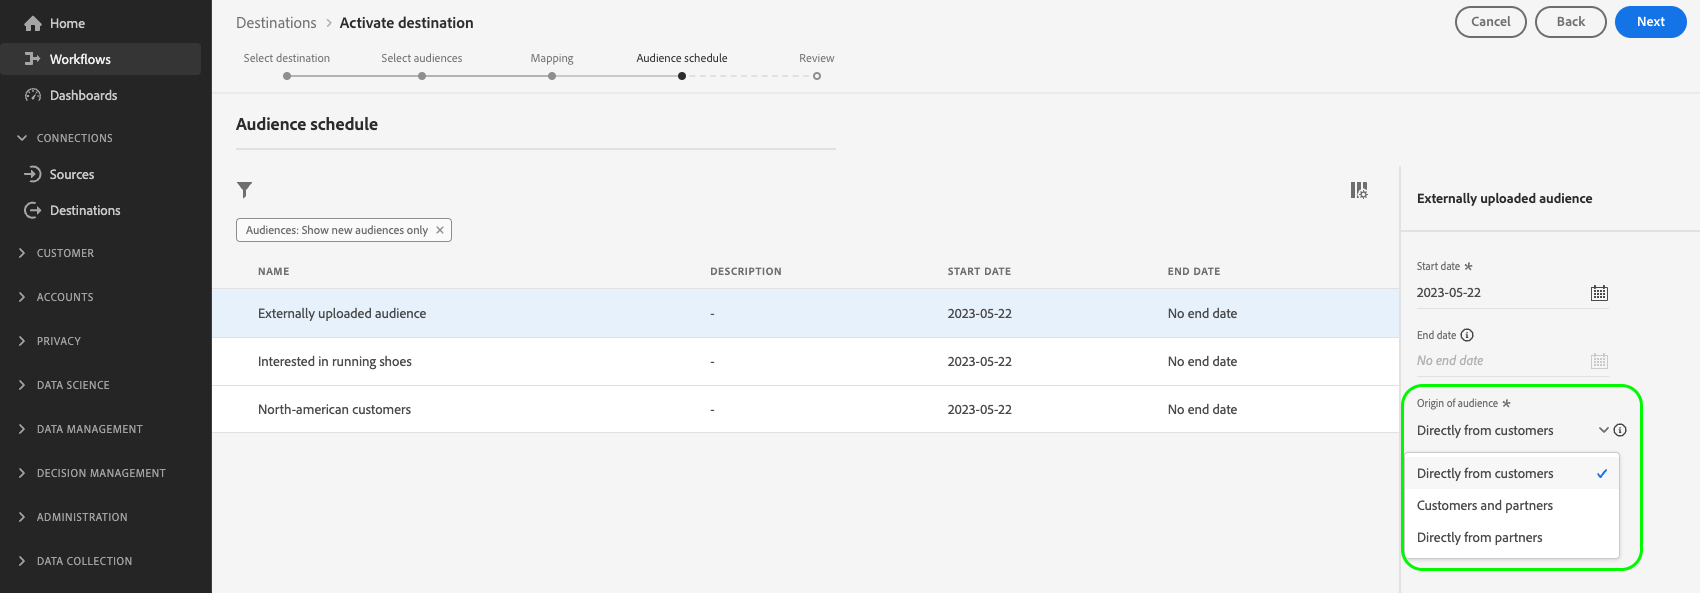 Home
Workflows
Dashboards
CONNECTIONS
Sources
Destinations
CUSTOMER
ACCOUNTS
PRIVACY
DATA SCIENCE
DATA MANAGEMENT
DECISION MANAGEMENT
ADMINISTRATION
DATA COLLECTION
Destinations > Activate destination
Cancel Back Next
Select destination Select audiences Mapping Audience schedule Review
Audience schedule
Audiences: Show new audiences only ×
NAME DESCRIPTION START DATE END DATE
Externally uploaded audience - 2023-05-22 No end date
Interested in running shoes - 2023-05-22 No end date
North-american customers - 2023-05-22 No end date
Externally uploaded audience
Start date *
2023-05-22
End date
No end date
Origin of audience *
Directly from customers
Directly from customers
Customers and partners
Directly from partners